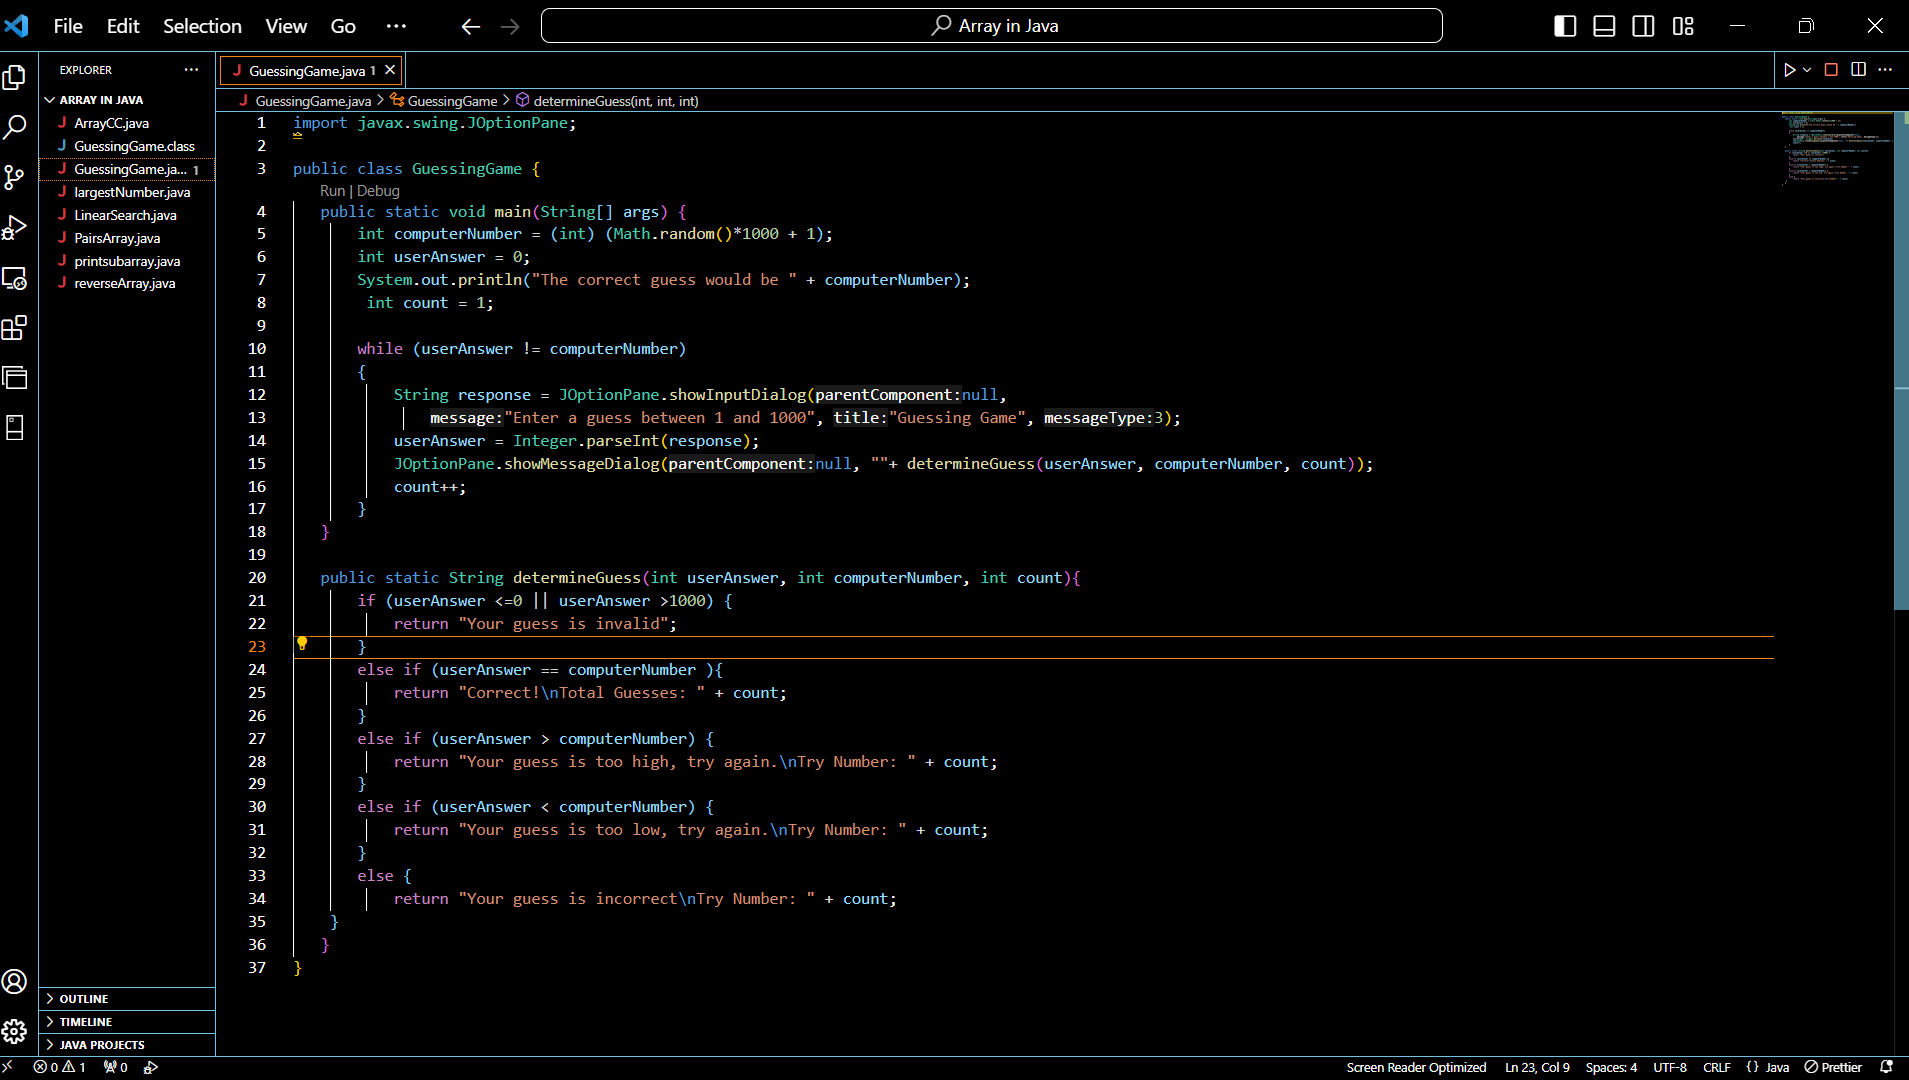 File Edit Selection View Go ··· Array in Java
EXPLORER ···
ARRAY IN JAVA
J ArrayCC.java
J GuessingGame.class
J GuessingGame.ja... 1
J largestNumber.java
J LinearSearch.java
J PairsArray.java
J printsubarray.java
J reverseArray.java
OUTLINE
TIMELINE
JAVA PROJECTS
J GuessingGame.java 1
J GuessingGame.java > GuessingGame > determineGuess(int, int, int)
1 import javax.swing.JOptionPane;
2
3 public class GuessingGame {
Run | Debug
4 public static void main(String[] args) {
5 int computerNumber = (int) (Math.random()*1000 + 1);
6 int userAnswer = 0;
7 System.out.println("The correct guess would be " + computerNumber);
8 int count = 1;
9
10 while (userAnswer != computerNumber)
11 {
12 String response = JOptionPane.showInputDialog(parentComponent:null,
13 message:"Enter a guess between 1 and 1000", title:"Guessing Game", messageType:3);
14 userAnswer = Integer.parseInt(response);
15 JOptionPane.showMessageDialog(parentComponent:null, ""+ determineGuess(userAnswer, computerNumber, count));
16 count++;
17 }
18 }
19
20 public static String determineGuess(int userAnswer, int computerNumber, int count){
21 if (userAnswer <=0 || userAnswer >1000) {
22 return "Your guess is invalid";
23 }
24 else if (userAnswer == computerNumber ){
25 return "Correct!\nTotal Guesses: " + count;
26 }
27 else if (userAnswer > computerNumber) {
28 return "Your guess is too high, try again.\nTry Number: " + count;
29 }
30 else if (userAnswer < computerNumber) {
31 return "Your guess is too low, try again.\nTry Number: " + count;
32 }
33 else {
34 return "Your guess is incorrect\nTry Number: " + count;
35 }
36 }
37 }
0 1 0 Screen Reader Optimized Ln 23, Col 9 Spaces: 4 UTF-8 CRLF {} Java Prettier